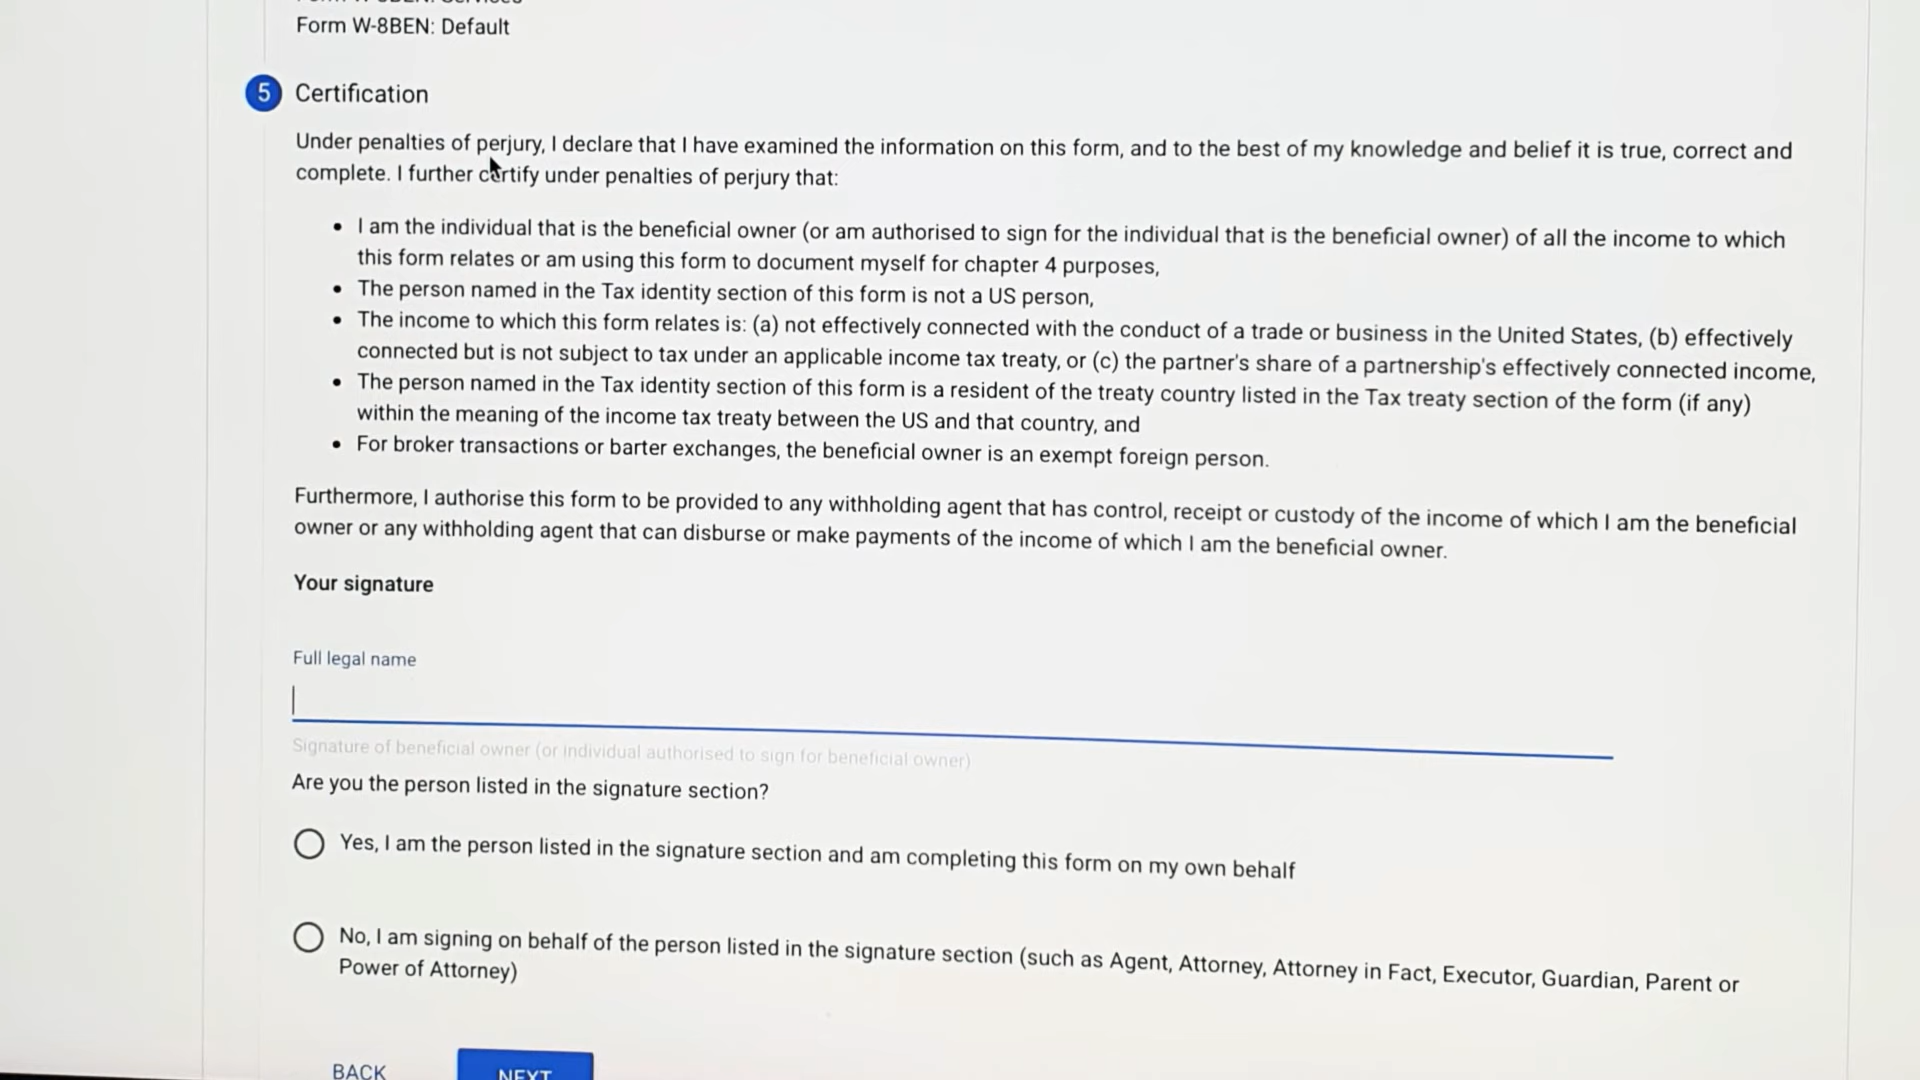 Form W-8BEN: Default
5 Certification
Under penalties of perjury, I declare that I have examined the information on this form, and to the best of my knowledge and belief it is true, correct and
complete. I further certify under penalties of perjury that:
• I am the individual that is the beneficial owner (or am authorised to sign for the individual that is the beneficial owner) of all the income to which
this form relates or am using this form to document myself for chapter 4 purposes,
• The person named in the Tax identity section of this form is not a US person,
• The income to which this form relates is: (a) not effectively connected with the conduct of a trade or business in the United States, (b) effectively
connected but is not subject to tax under an applicable income tax treaty, or (c) the partner's share of a partnership's effectively connected income,
• The person named in the Tax identity section of this form is a resident of the treaty country listed in the Tax treaty section of the form (if any)
within the meaning of the income tax treaty between the US and that country, and
• For broker transactions or barter exchanges, the beneficial owner is an exempt foreign person.
Furthermore, I authorise this form to be provided to any withholding agent that has control, receipt or custody of the income of which I am the beneficial
owner or any withholding agent that can disburse or make payments of the income of which I am the beneficial owner.
Your signature
Full legal name
Signature of beneficial owner (or individual authorised to sign for beneficial owner)
Are you the person listed in the signature section?
Yes, I am the person listed in the signature section and am completing this form on my own behalf
No, I am signing on behalf of the person listed in the signature section (such as Agent, Attorney, Attorney in Fact, Executor, Guardian, Parent or
Power of Attorney)
BACK NEXT